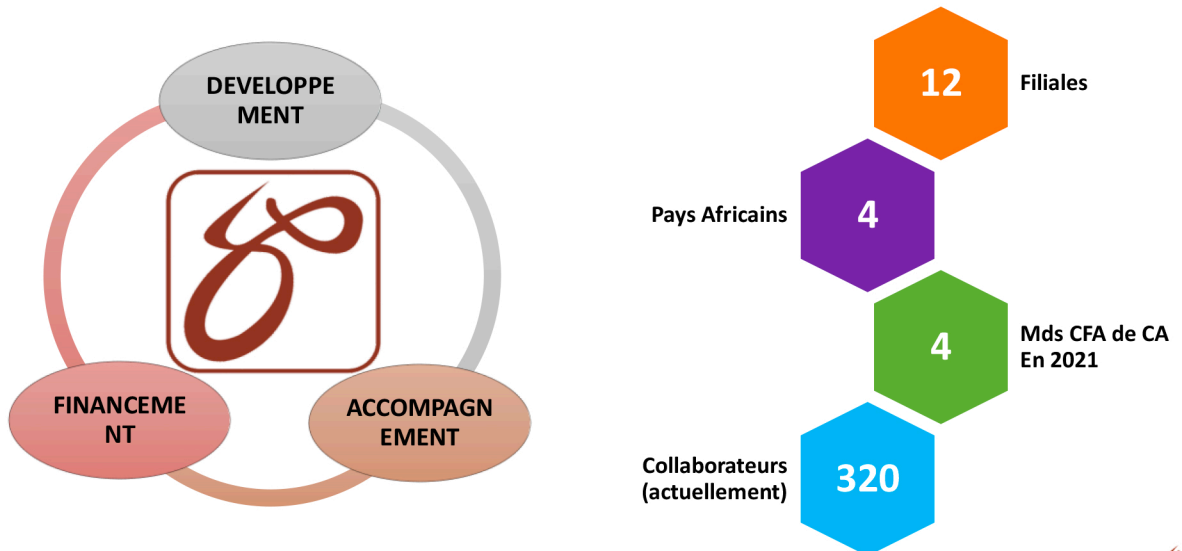 DEVELOPPE
MENT
FINANCEME
NT
ACCOMPAGN
EMENT
12
Filiales
Pays Africains
4
4
Mds CFA de CA
En 2021
Collaborateurs
(actuellement)
320